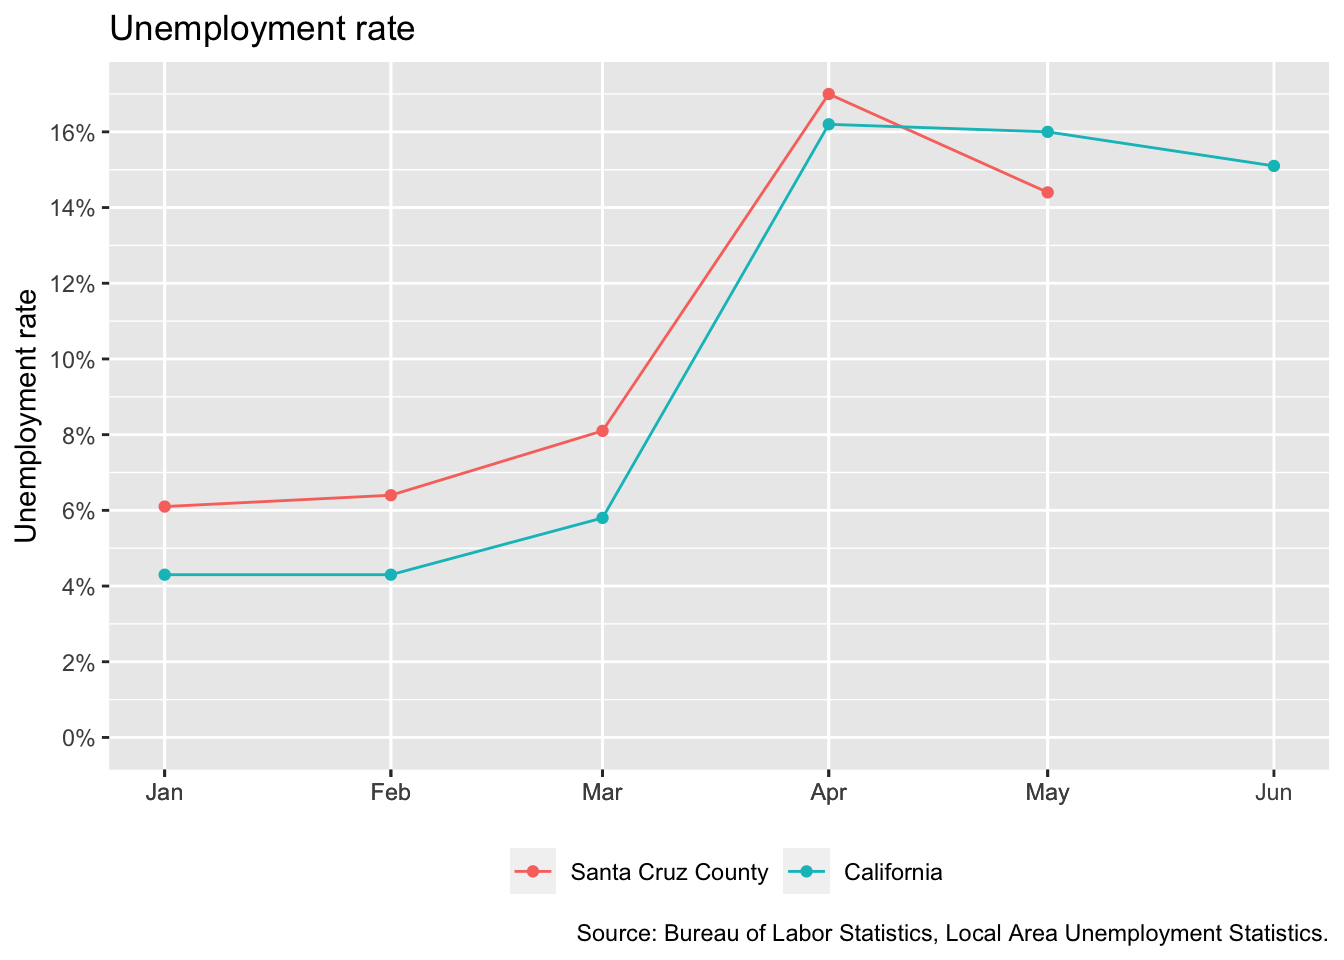 Unemployment rate
Unemployment rate
16%
14%
12%
10%
8%
6%
4%
2%
0%
Jan Feb Mar Apr May Jun
Santa Cruz County California
Source: Bureau of Labor Statistics, Local Area Unemployment Statistics.